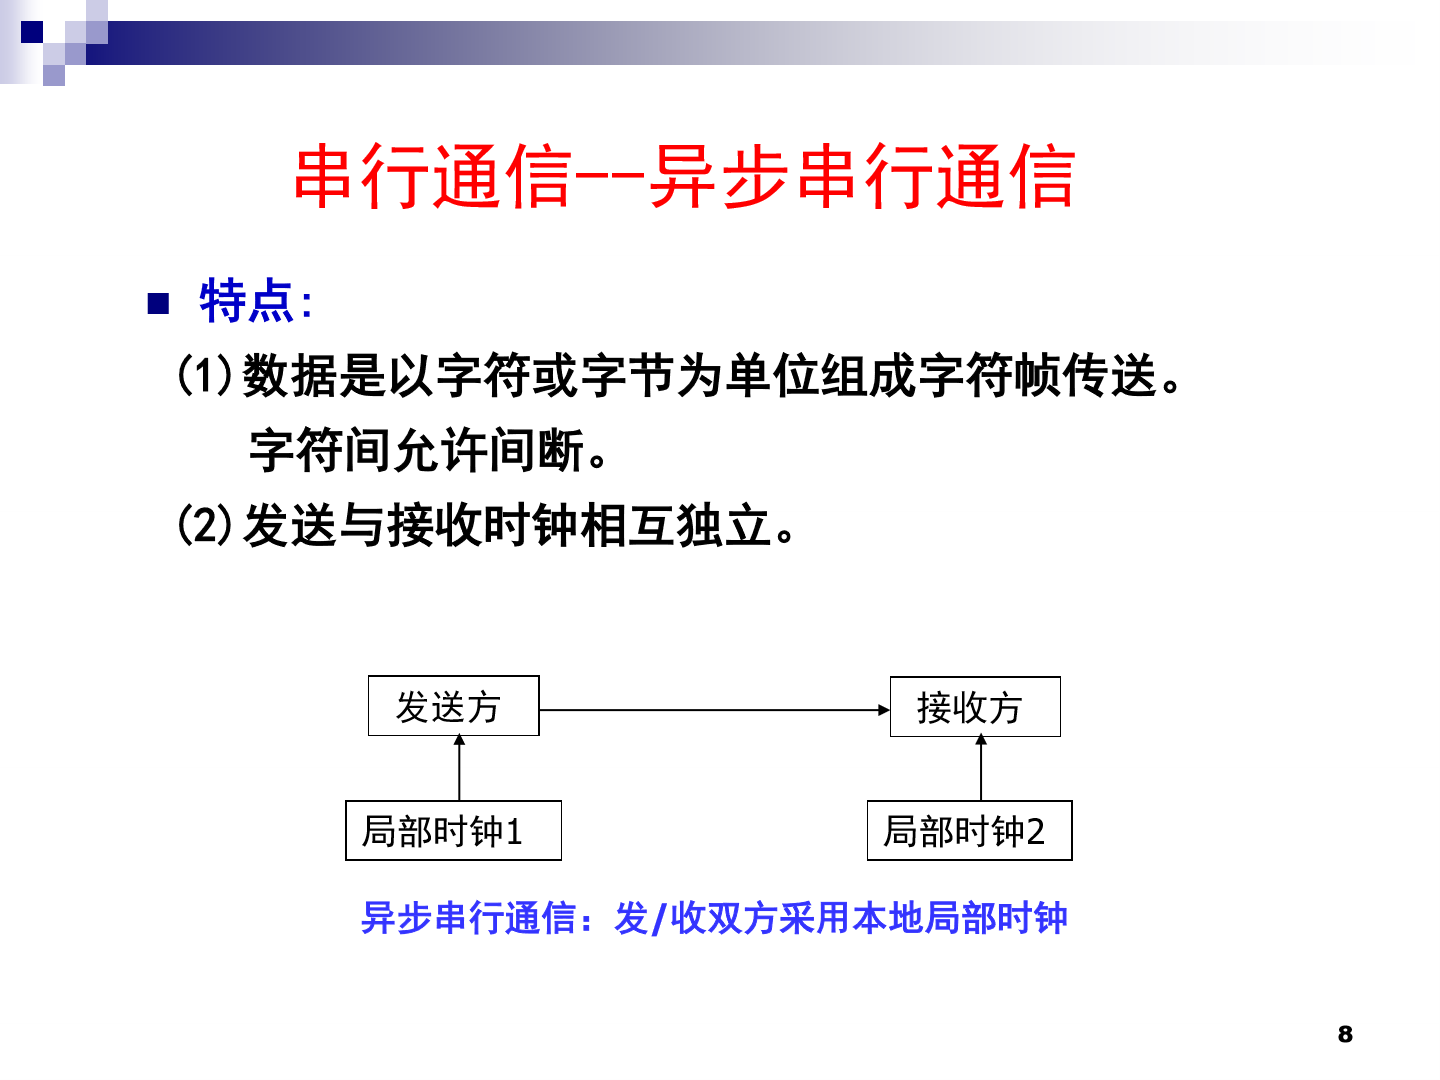 串行通信--异步串行通信
特点:
(1)数据是以字符或字节为单位组成字符帧传送。
字符间允许间断。
(2)发送与接收时钟相互独立。
发送方
接收方
局部时钟1
局部时钟2
异步串行通信：发/收双方采用本地局部时钟
8